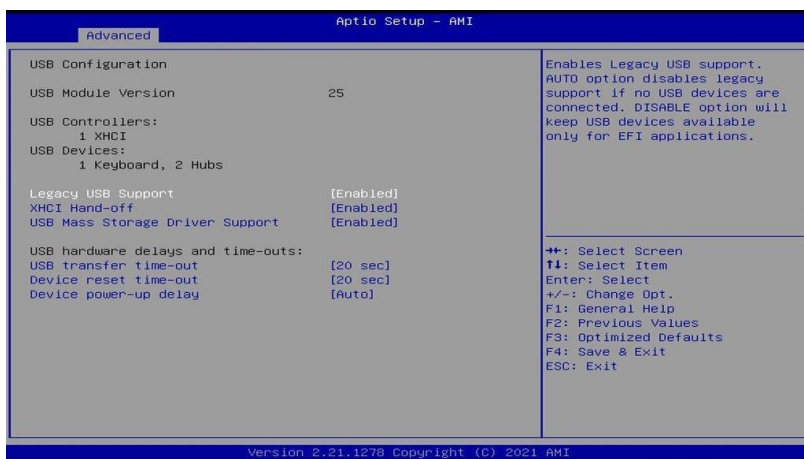 Aptio Setup – AMI
Advanced
USB Configuration
USB Module Version 25
USB Controllers:
1 XHCI
USB Devices:
1 Keyboard, 2 Hubs
Legacy USB Support [Enabled]
XHCI Hand-off [Enabled]
USB Mass Storage Driver Support [Enabled]
USB hardware delays and time-outs:
USB transfer time-out [20 sec]
Device reset time-out [20 sec]
Device power-up delay [Auto]
Enables Legacy USB support.
AUTO option disables legacy
support if no USB devices are
connected. DISABLE option will
keep USB devices available
only for EFI applications.
→←: Select Screen
↑↓: Select Item
Enter: Select
+/-: Change Opt.
F1: General Help
F2: Previous Values
F3: Optimized Defaults
F4: Save & Exit
ESC: Exit
Version 2.21.1278 Copyright (C) 2021 AMI